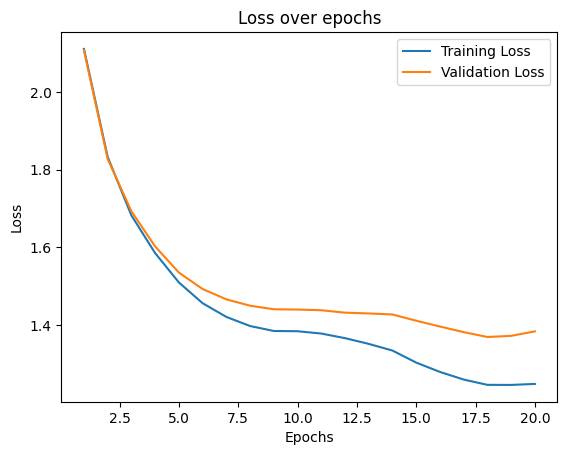 Loss over epochs
Training Loss
Validation Loss
Loss
2.0
1.8
1.6
1.4
2.5 5.0 7.5 10.0 12.5 15.0 17.5 20.0
Epochs